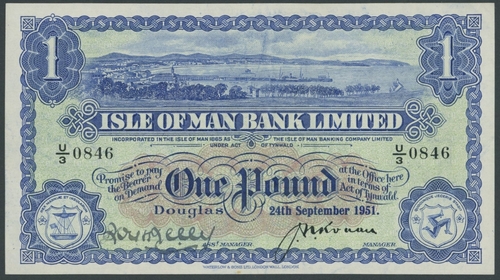 1 1
ISLE OF MAN BANK LIMITED
INCORPORATED IN THE ISLE OF MAN 1865 AS THE ISLE OF MAN BANKING COMPANY LIMITED
UNDER ACT OF TYNWALD
U/3 0846 U/3 0846
Promise to pay the Bearer on Demand
One Pound
at the Office here in terms of Act of Tynwald
Douglas 24th September 1951.
MANAGER
MANAGER